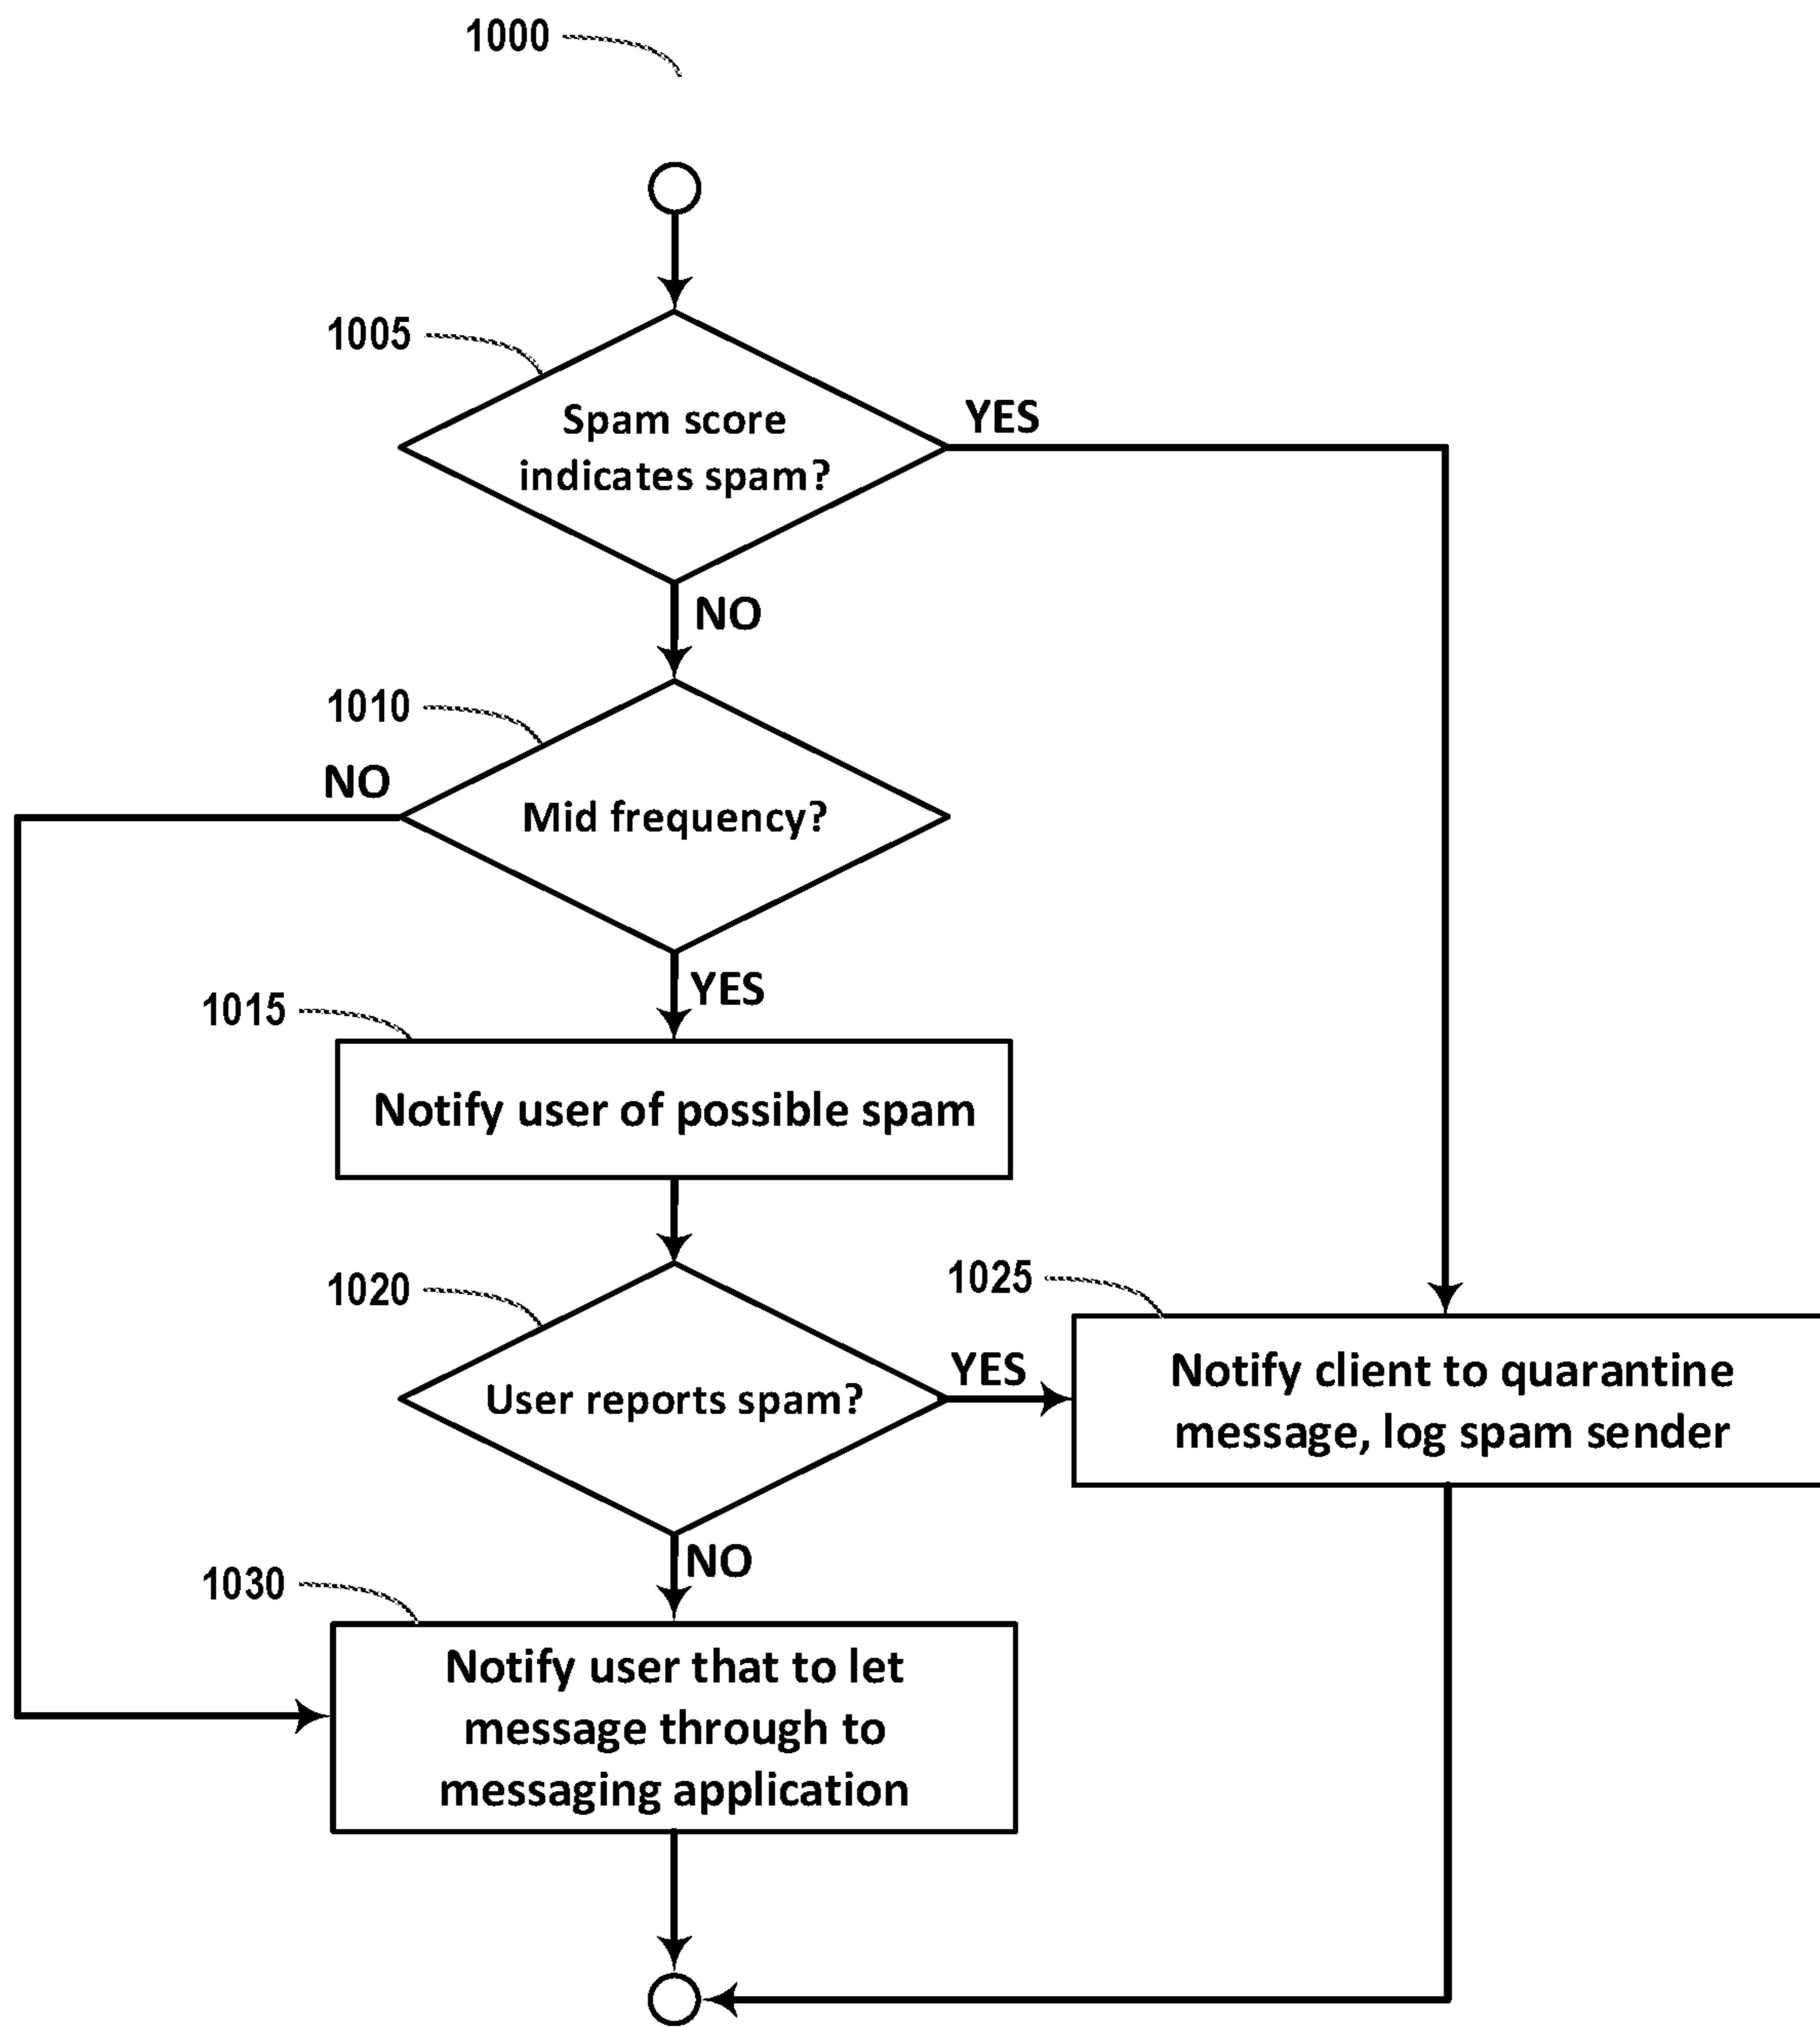 1000
1005
Spam score
indicates spam?
YES
NO
1010
NO
Mid frequency?
YES
1015
Notify user of possible spam
1020
User reports spam?
YES
1025
Notify client to quarantine
message, log spam sender
NO
1030
Notify user that to let
message through to
messaging application